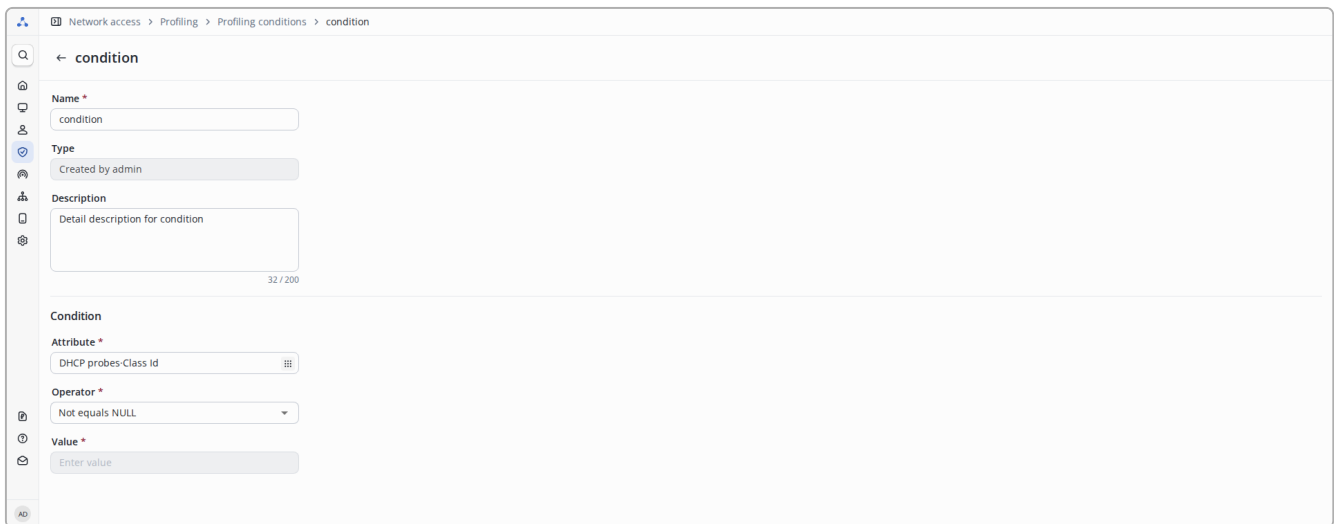 Network access > Profiling > Profiling conditions > condition
← condition
Name *
condition
Type
Created by admin
Description
Detail description for condition
32 / 200
Condition
Attribute *
DHCP probes·Class Id
Operator *
Not equals NULL
Value *
Enter value
AD